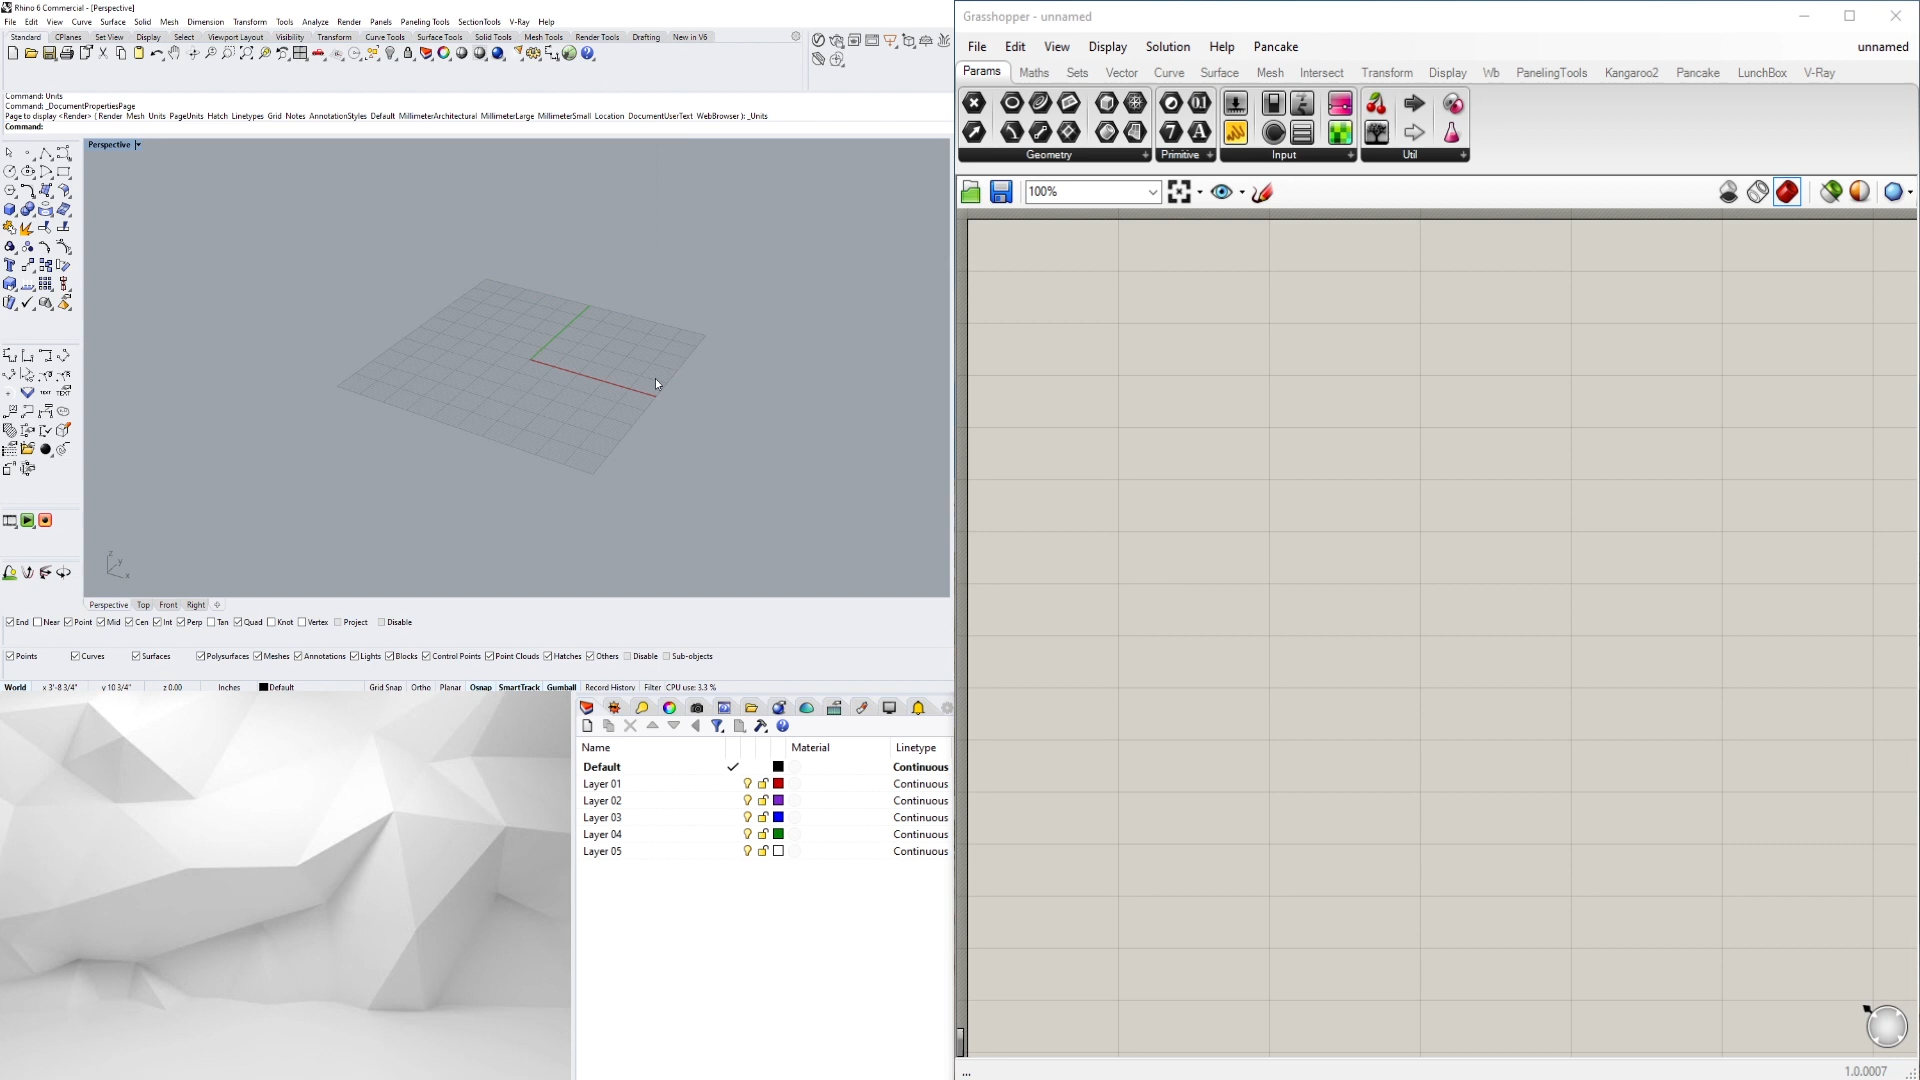 Rhino 6 Commercial - [Perspective]
File Edit View Curve Surface Solid Mesh Dimension Transform Tools Analyze Render Panels Paneling Tools SectionTools V-Ray Help
Standard CPlanes Set View Display Select Viewport Layout Visibility Transform Curve Tools Surface Tools Solid Tools Mesh Tools Render Tools Drafting New in V6
Command: Units
Command: _DocumentPropertiesPage
Page to display <Render> ( Render Mesh Units PageUnits Hatch Linetypes Grid Notes AnnotationStyles Default MillimeterArchitectural MillimeterLarge MillimeterSmall Location DocumentUserText WebBrowser ): _Units
Command:
Perspective
z
y
x
Perspective Top Front Right
End Near Point Mid Cen Int Perp Tan Quad Knot Vertex Project Disable
Points Curves Surfaces Polysurfaces Meshes Annotations Lights Blocks Control Points Point Clouds Hatches Others Disable Sub-objects
World x 3'-8 3/4" y 10 3/4" z 0.00 Inches Default Grid Snap Ortho Planar Osnap SmartTrack Gumball Record History Filter CPU use: 3.3 %
Name Material Linetype
Default Continuous
Layer 01 Continuous
Layer 02 Continuous
Layer 03 Continuous
Layer 04 Continuous
Layer 05 Continuous
Grasshopper - unnamed
File Edit View Display Solution Help Pancake unnamed
Params Maths Sets Vector Curve Surface Mesh Intersect Transform Display Wb PanelingTools Kangaroo2 Pancake LunchBox V-Ray
Geometry Primitive Input Util
100%
... 1.0.0007